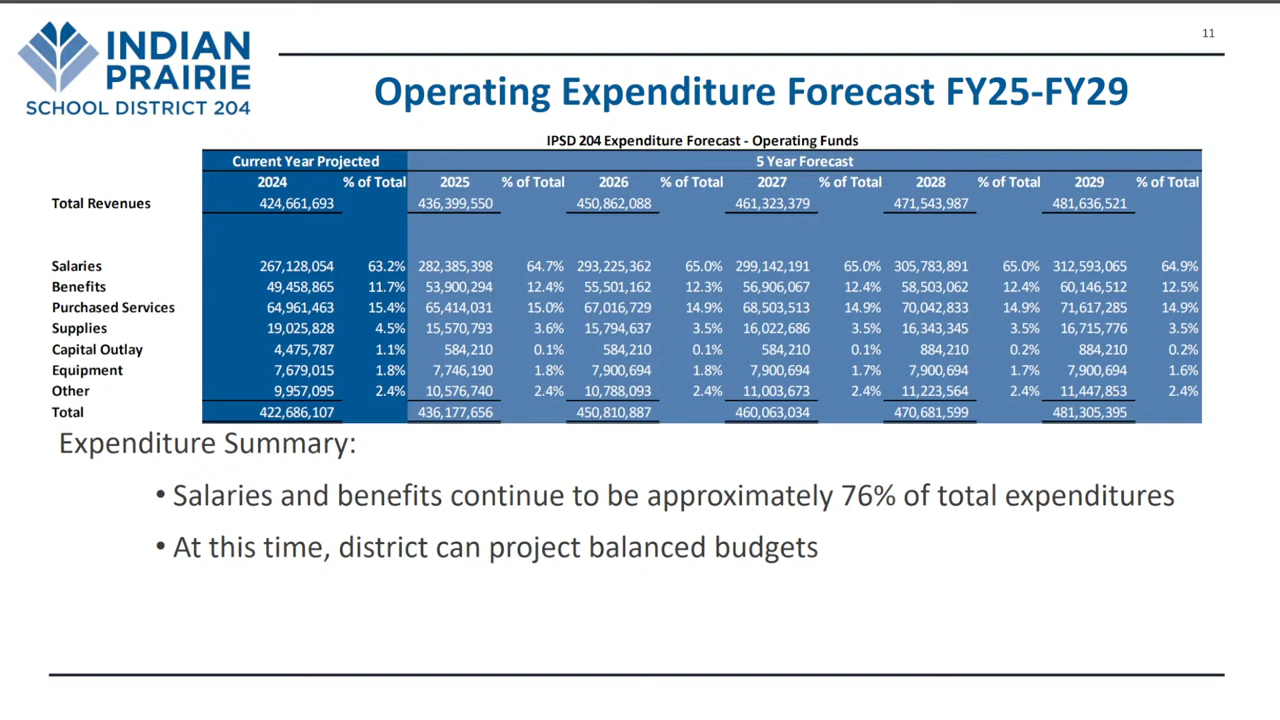 11
INDIAN
PRAIRIE
SCHOOL DISTRICT 204
Operating Expenditure Forecast FY25-FY29
IPSD 204 Expenditure Forecast - Operating Funds
Current Year Projected 5 Year Forecast
2024 % of Total 2025 % of Total 2026 % of Total 2027 % of Total 2028 % of Total 2029 % of Total
Total Revenues 424,661,693 436,399,550 450,862,088 461,323,379 471,543,987 481,636,521
Salaries 267,128,054 63.2% 282,385,398 64.7% 293,225,362 65.0% 299,142,191 65.0% 305,783,891 65.0% 312,593,065 64.9%
Benefits 49,458,865 11.7% 53,900,294 12.4% 55,501,162 12.3% 56,906,067 12.4% 58,503,062 12.4% 60,146,512 12.5%
Purchased Services 64,961,463 15.4% 65,414,031 15.0% 67,016,729 14.9% 68,503,513 14.9% 70,042,833 14.9% 71,617,285 14.9%
Supplies 19,025,828 4.5% 15,570,793 3.6% 15,794,637 3.5% 16,022,686 3.5% 16,343,345 3.5% 16,715,776 3.5%
Capital Outlay 4,475,787 1.1% 584,210 0.1% 584,210 0.1% 584,210 0.1% 884,210 0.2% 884,210 0.2%
Equipment 7,679,015 1.8% 7,746,190 1.8% 7,900,694 1.8% 7,900,694 1.7% 7,900,694 1.7% 7,900,694 1.6%
Other 9,957,095 2.4% 10,576,740 2.4% 10,788,093 2.4% 11,003,673 2.4% 11,223,564 2.4% 11,447,853 2.4%
Total 422,686,107 436,177,656 450,810,887 460,063,034 470,681,599 481,305,395
Expenditure Summary:
• Salaries and benefits continue to be approximately 76% of total expenditures
• At this time, district can project balanced budgets